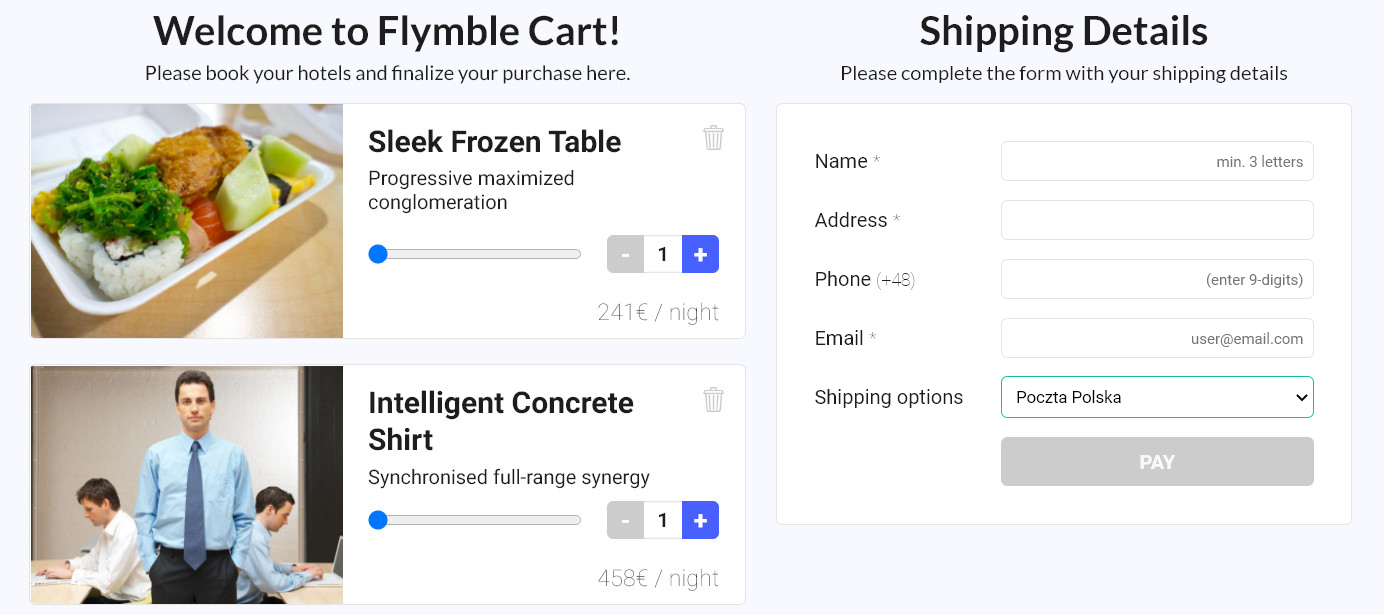 Welcome to Flymble Cart!
Please book your hotels and finalize your purchase here.
Sleek Frozen Table
Progressive maximized
conglomeration
- 1 +
241€ / night
Intelligent Concrete
Shirt
Synchronised full-range synergy
- 1 +
458€ / night
Shipping Details
Please complete the form with your shipping details
Name * min. 3 letters
Address *
Phone (+48) (enter 9-digits)
Email * user@email.com
Shipping options Poczta Polska
PAY